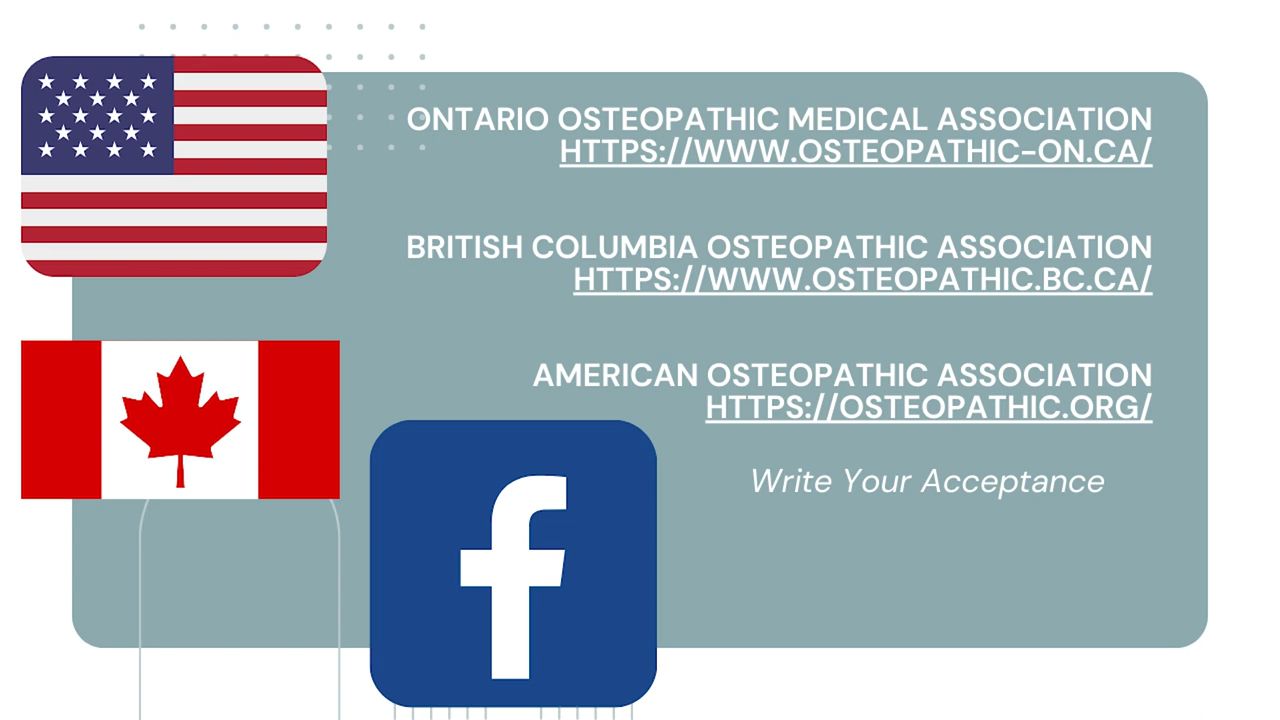 ONTARIO OSTEOPATHIC MEDICAL ASSOCIATION
HTTPS://WWW.OSTEOPATHIC-ON.CA/
BRITISH COLUMBIA OSTEOPATHIC ASSOCIATION
HTTPS://WWW.OSTEOPATHIC.BC.CA/
AMERICAN OSTEOPATHIC ASSOCIATION
HTTPS://OSTEOPATHIC.ORG/
Write Your Acceptance